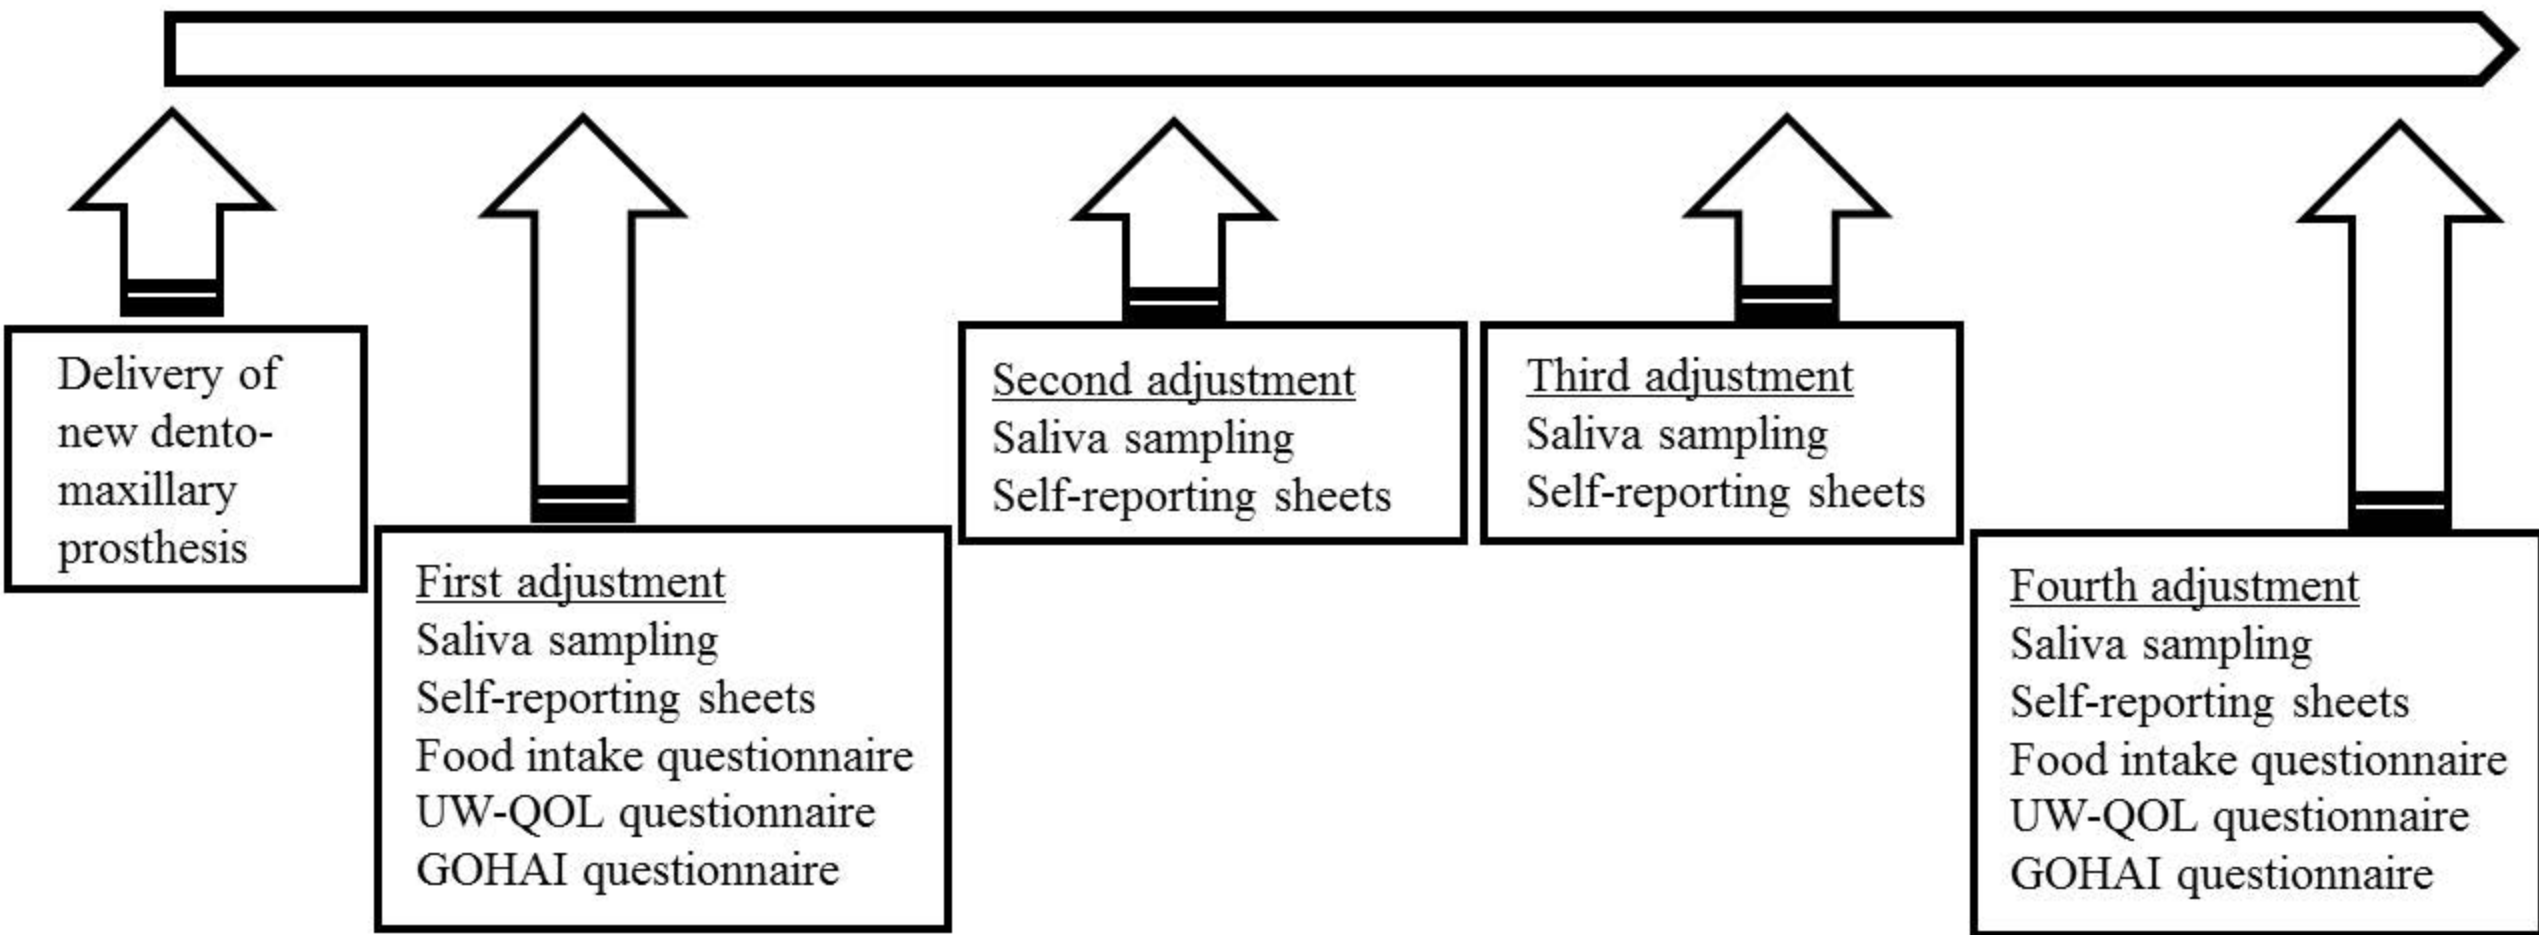 Delivery of
new dento-
maxillary
prosthesis
First adjustment
Saliva sampling
Self-reporting sheets
Food intake questionnaire
UW-QOL questionnaire
GOHAI questionnaire
Second adjustment
Saliva sampling
Self-reporting sheets
Third adjustment
Saliva sampling
Self-reporting sheets
Fourth adjustment
Saliva sampling
Self-reporting sheets
Food intake questionnaire
UW-QOL questionnaire
GOHAI questionnaire